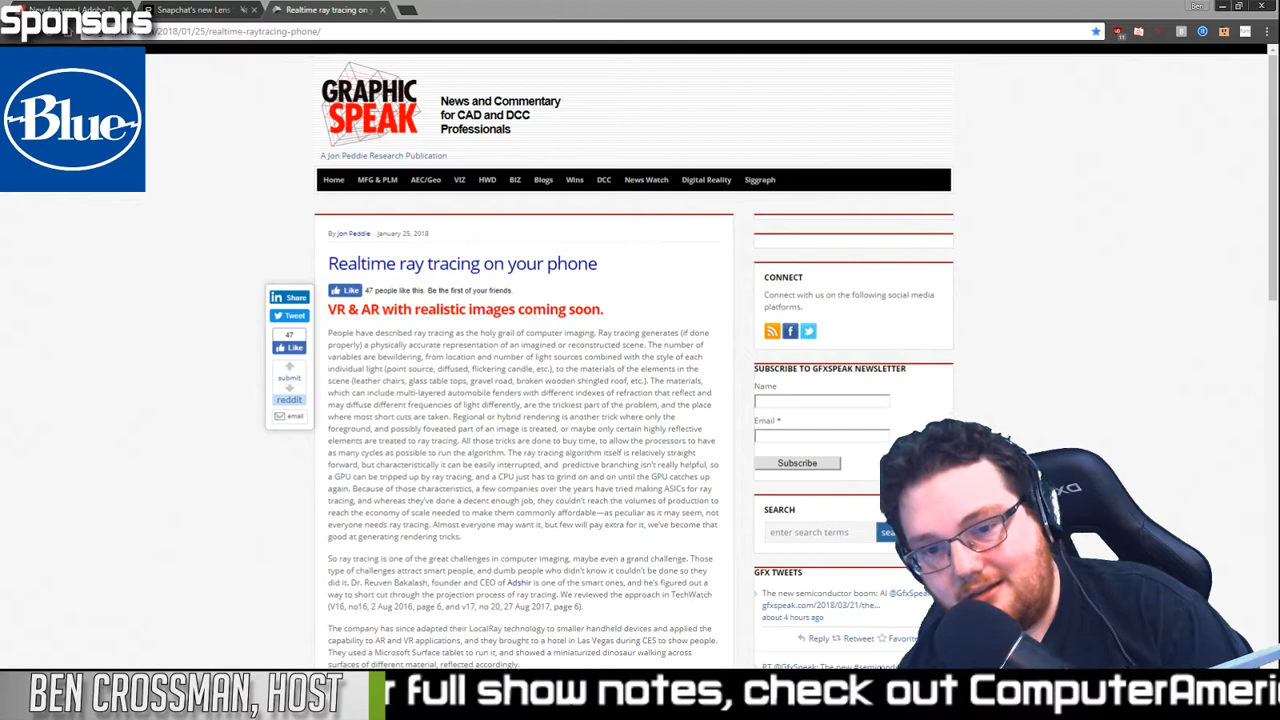 New features | Adobe
Snapchat's new Lens S
Realtime ray tracing on y
Ben
Sponsors
/2018/01/25/realtime-raytracing-phone/
11
Blue
GRAPHIC
SPEAK
News and Commentary
for CAD and DCC
Professionals
A Jon Peddie Research Publication
Home MFG & PLM AEC/Geo VIZ HWD BIZ Blogs Wins DCC News Watch Digital Reality Siggraph
By Jon Peddie January 25, 2018
Realtime ray tracing on your phone
Like 47 people like this. Be the first of your friends.
VR & AR with realistic images coming soon.
People have described ray tracing as the holy grail of computer imaging. Ray tracing generates (if done
properly) a physically accurate representation of an imagined or reconstructed scene. The number of
variables are bewildering, from location and number of light sources combined with the style of each
individual light (point source, diffused, flickering candle, etc.), to the materials of the elements in the
scene (leather chairs, glass table tops, gravel road, broken wooden shingled roof, etc.). The materials,
which can include multi-layered automobile fenders with different indexes of refraction that reflect and
may diffuse different frequencies of light differently, are the trickiest part of the problem, and the place
where most short cuts are taken. Regional or hybrid rendering is another trick where only the
foreground, and possibly foveated part of an image is treated, or maybe only certain highly reflective
elements are treated to ray tracing. All those tricks are done to buy time, to allow the processors to have
as many cycles as possible to run the algorithm. The ray tracing algorithm itself is relatively straight
forward, but characteristically it can be easily interrupted, and predictive branching isn't really helpful, so
a GPU can be tripped up by ray tracing, and a CPU just has to grind on and on until the GPU catches up
again. Because of those characteristics, a few companies over the years have tried making ASICs for ray
tracing, and whereas they've done a decent enough job, they couldn't reach the volumes of production to
reach the economy of scale needed to make them commonly affordable—as peculiar as it may seem, not
everyone needs ray tracing. Almost everyone may want it, but few will pay extra for it, we've become that
good at generating rendering tricks.
So ray tracing is one of the great challenges in computer imaging, maybe even a grand challenge. Those
type of challenges attract smart people, and dumb people who didn't know it couldn't be done so they
did it. Dr. Reuven Bakalash, founder and CEO of Adshir is one of the smart ones, and he's figured out a
way to short cut through the projection process of ray tracing. We reviewed the approach in TechWatch
(V16, no16, 2 Aug 2016, page 6, and v17, no 20, 27 Aug 2017, page 6).
The company has since adapted their LocalRay technology to smaller handheld devices and applied the
capability to AR and VR applications, and they brought to a hotel in Las Vegas during CES to show people.
They used a Microsoft Surface tablet to run it, and showed a miniaturized dinosaur walking across
surfaces of different material, reflected accordingly.
Share
Tweet
47
Like
submit
reddit
email
CONNECT
Connect with us on the following social media
platforms.
SUBSCRIBE TO GFXSPEAK NEWSLETTER
Name
Email *
Subscribe
SEARCH
enter search terms
sea
GFX TWEETS
The new semiconductor boom: AI @GfxSpea
gfxspeak.com/2018/03/21/the...
about 4 hours ago
Reply Retweet Favorite
RT @GfxSpeak: The new #semicond
BEN CROSSMAN, HOST
r full show notes, check out ComputerAmeri